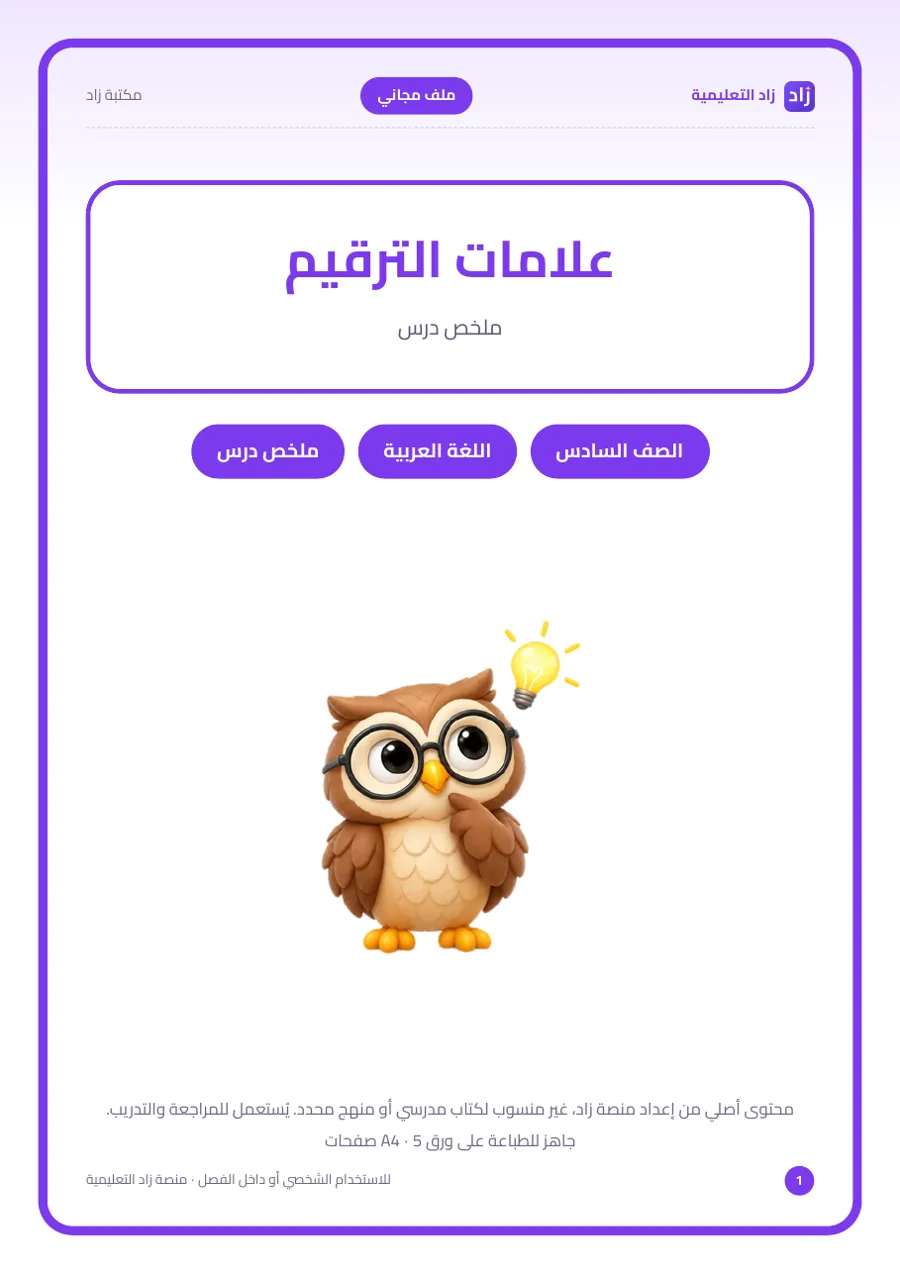 زاد
زاد التعليمية
ملف مجاني
مكتبة زاد
علامات الترقيم
ملخص درس
الصف السادس
اللغة العربية
ملخص درس
محتوى أصلي من إعداد منصة زاد، غير منسوب لكتاب مدرسي أو منهج محدد. يُستعمل للمراجعة والتدريب.
جاهز للطباعة على ورق A4 · 5 صفحات
1
للاستخدام الشخصي أو داخل الفصل · منصة زاد التعليمية